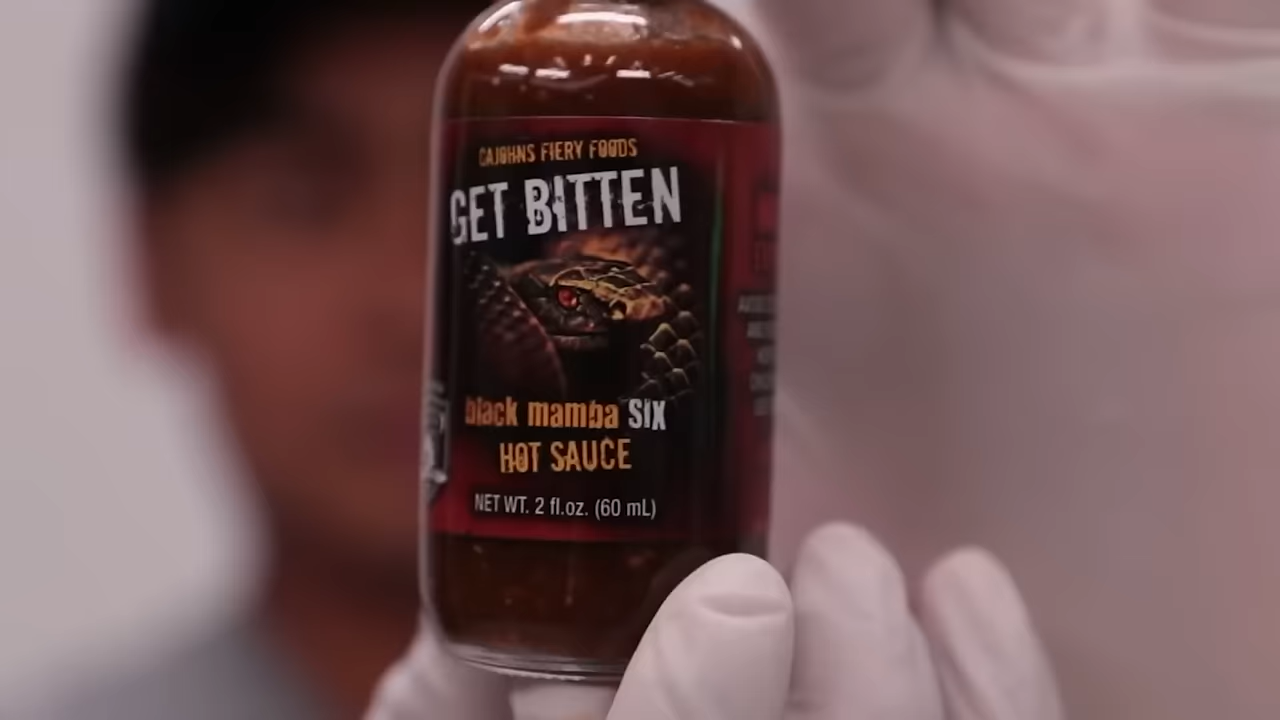 CAJOHNS FIERY FOODS
GET BITTEN
black mamba SIX
HOT SAUCE
NET WT. 2 fl.oz. (60 mL)